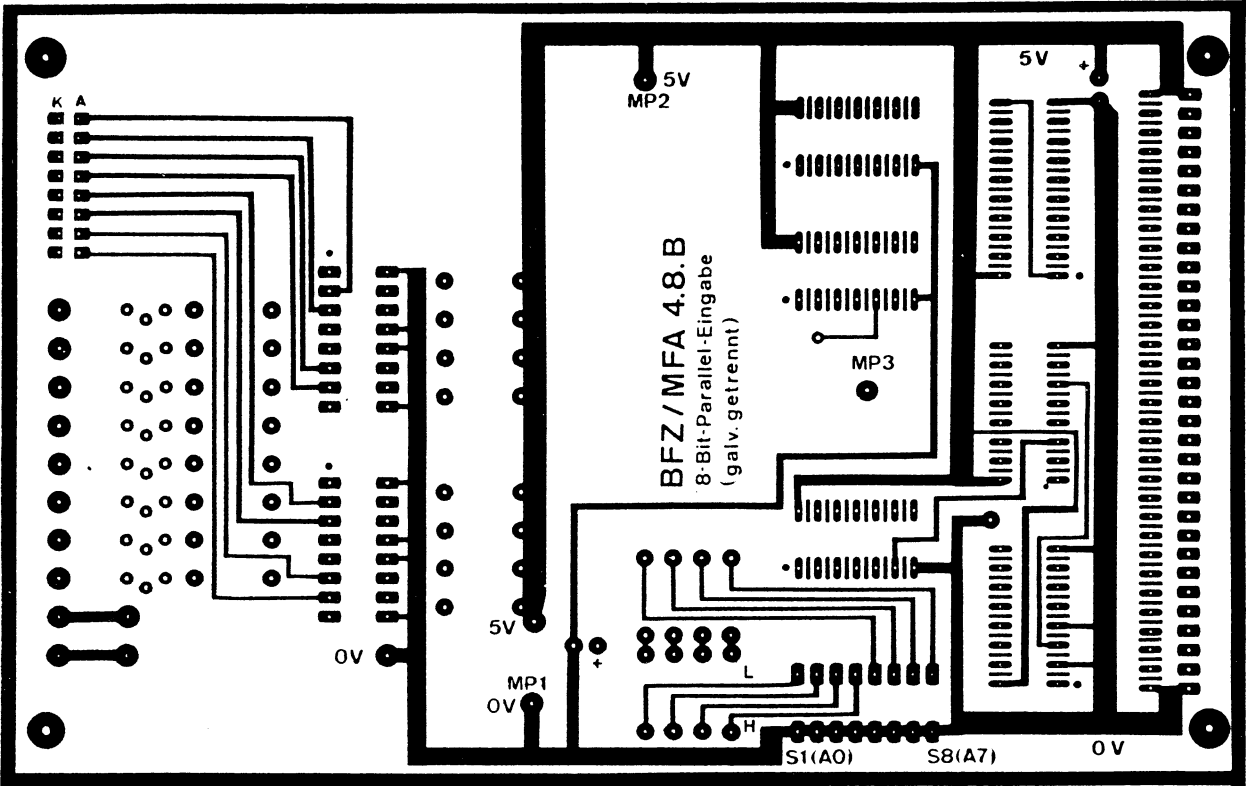 5V
+
5V
MP2
K A
BFZ/MFA 4.8.B
8-Bit-Parallel-Eingabe
(galv. getrennt)
MP3
5V
0V
+
L
MP1
0V
H
S1(A0)
S8(A7)
0V